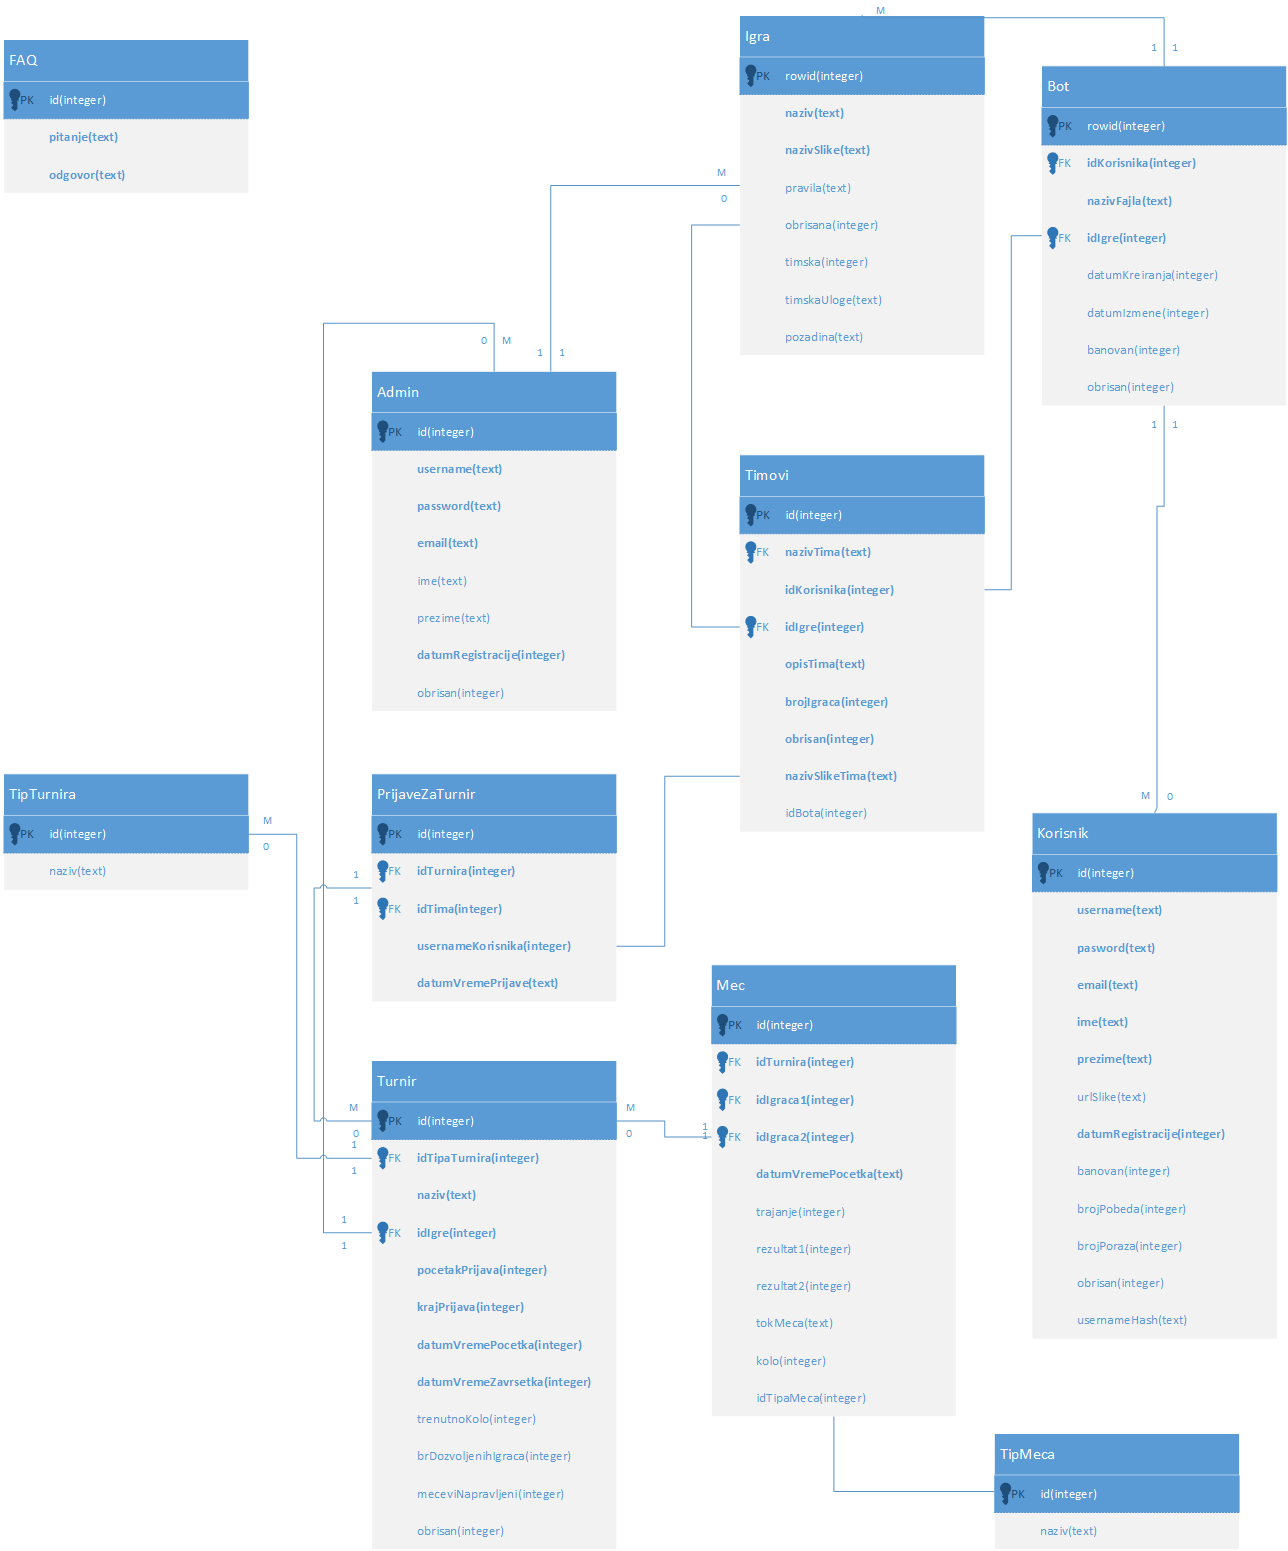 FAQ
PK id(integer)
pitanje(text)
odgovor(text)
M
Igra
PK rowid(integer)
naziv(text)
nazivSlike(text)
pravila(text)
obrisana(integer)
timska(integer)
timskaUloge(text)
pozadina(text)
M
0
1 1
Bot
PK rowid(integer)
FK idKorisnika(integer)
nazivFajla(text)
FK idIgre(integer)
datumKreiranja(integer)
datumIzmene(integer)
banovan(integer)
obrisan(integer)
1 1
0 M
1 1
Admin
PK id(integer)
username(text)
password(text)
email(text)
ime(text)
prezime(text)
datumRegistracije(integer)
obrisan(integer)
Timovi
PK id(integer)
FK nazivTima(text)
idKorisnika(integer)
FK idIgre(integer)
opisTima(text)
brojIgraca(integer)
obrisan(integer)
nazivSlikeTima(text)
idBota(integer)
TipTurnira
PK id(integer)
naziv(text)
M
0
PrijaveZaTurnir
PK id(integer)
FK idTurnira(integer)
FK idTima(integer)
usernameKorisnika(integer)
datumVremePrijave(text)
1
1
M 0
Korisnik
PK id(integer)
username(text)
pasword(text)
email(text)
ime(text)
prezime(text)
urlSlike(text)
datumRegistracije(integer)
banovan(integer)
brojPobeda(integer)
brojPoraza(integer)
obrisan(integer)
usernameHash(text)
Mec
PK id(integer)
FK idTurnira(integer)
FK idIgraca1(integer)
FK idIgraca2(integer)
datumVremePocetka(text)
trajanje(integer)
rezultat1(integer)
rezultat2(integer)
tokMeca(text)
kolo(integer)
idTipaMeca(integer)
1
1
Turnir
PK id(integer)
FK idTipaTurnira(integer)
naziv(text)
FK idIgre(integer)
pocetakPrijava(integer)
krajPrijava(integer)
datumVremePocetka(integer)
datumVremeZavrsetka(integer)
trenutnoKolo(integer)
brDozvoljenihIgraca(integer)
meceviNapravljeni(integer)
obrisan(integer)
M
0
1
1
1
1
M
0
TipMeca
PK id(integer)
naziv(text)